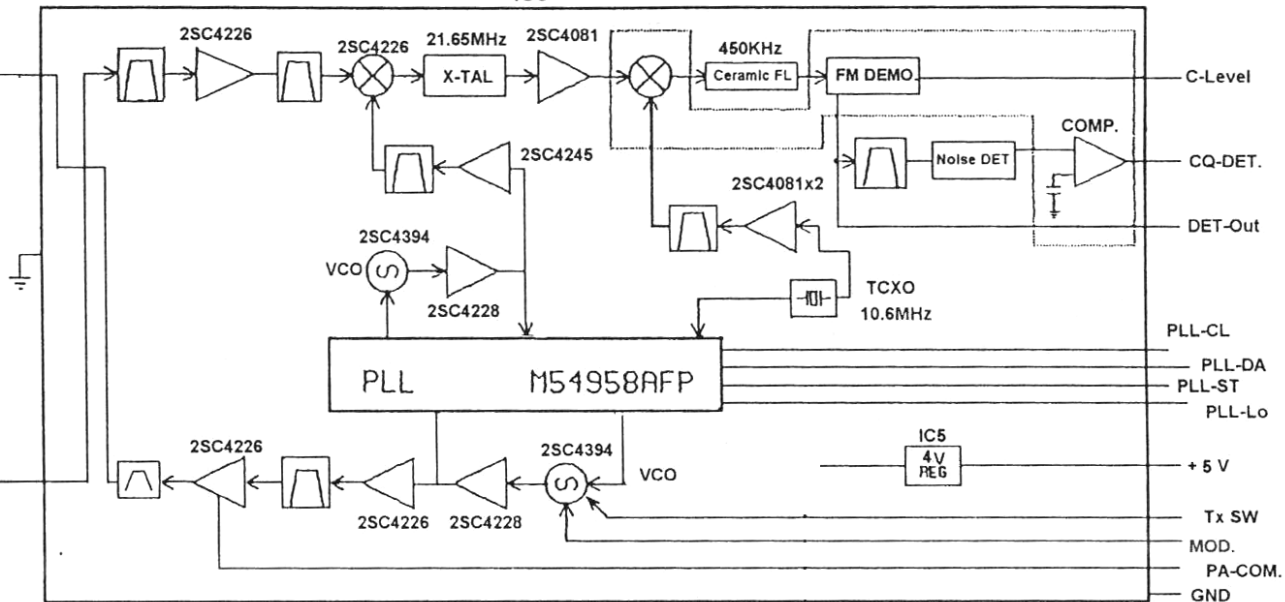 2SC4226
2SC4226
21.65MHz
X-TAL
2SC4081
450KHz
Ceramic FL
FM DEMO
C-Level
COMP.
Noise DET
CQ-DET.
2SC4245
2SC4081x2
DET-Out
2SC4394
VCO
2SC4228
TCXO
10.6MHz
PLL
M54958AFP
PLL-CL
PLL-DA
PLL-ST
PLL-Lo
2SC4226
2SC4394
VCO
IC5
4V
REG
+ 5 V
2SC4226
2SC4228
Tx SW
MOD.
PA-COM.
GND